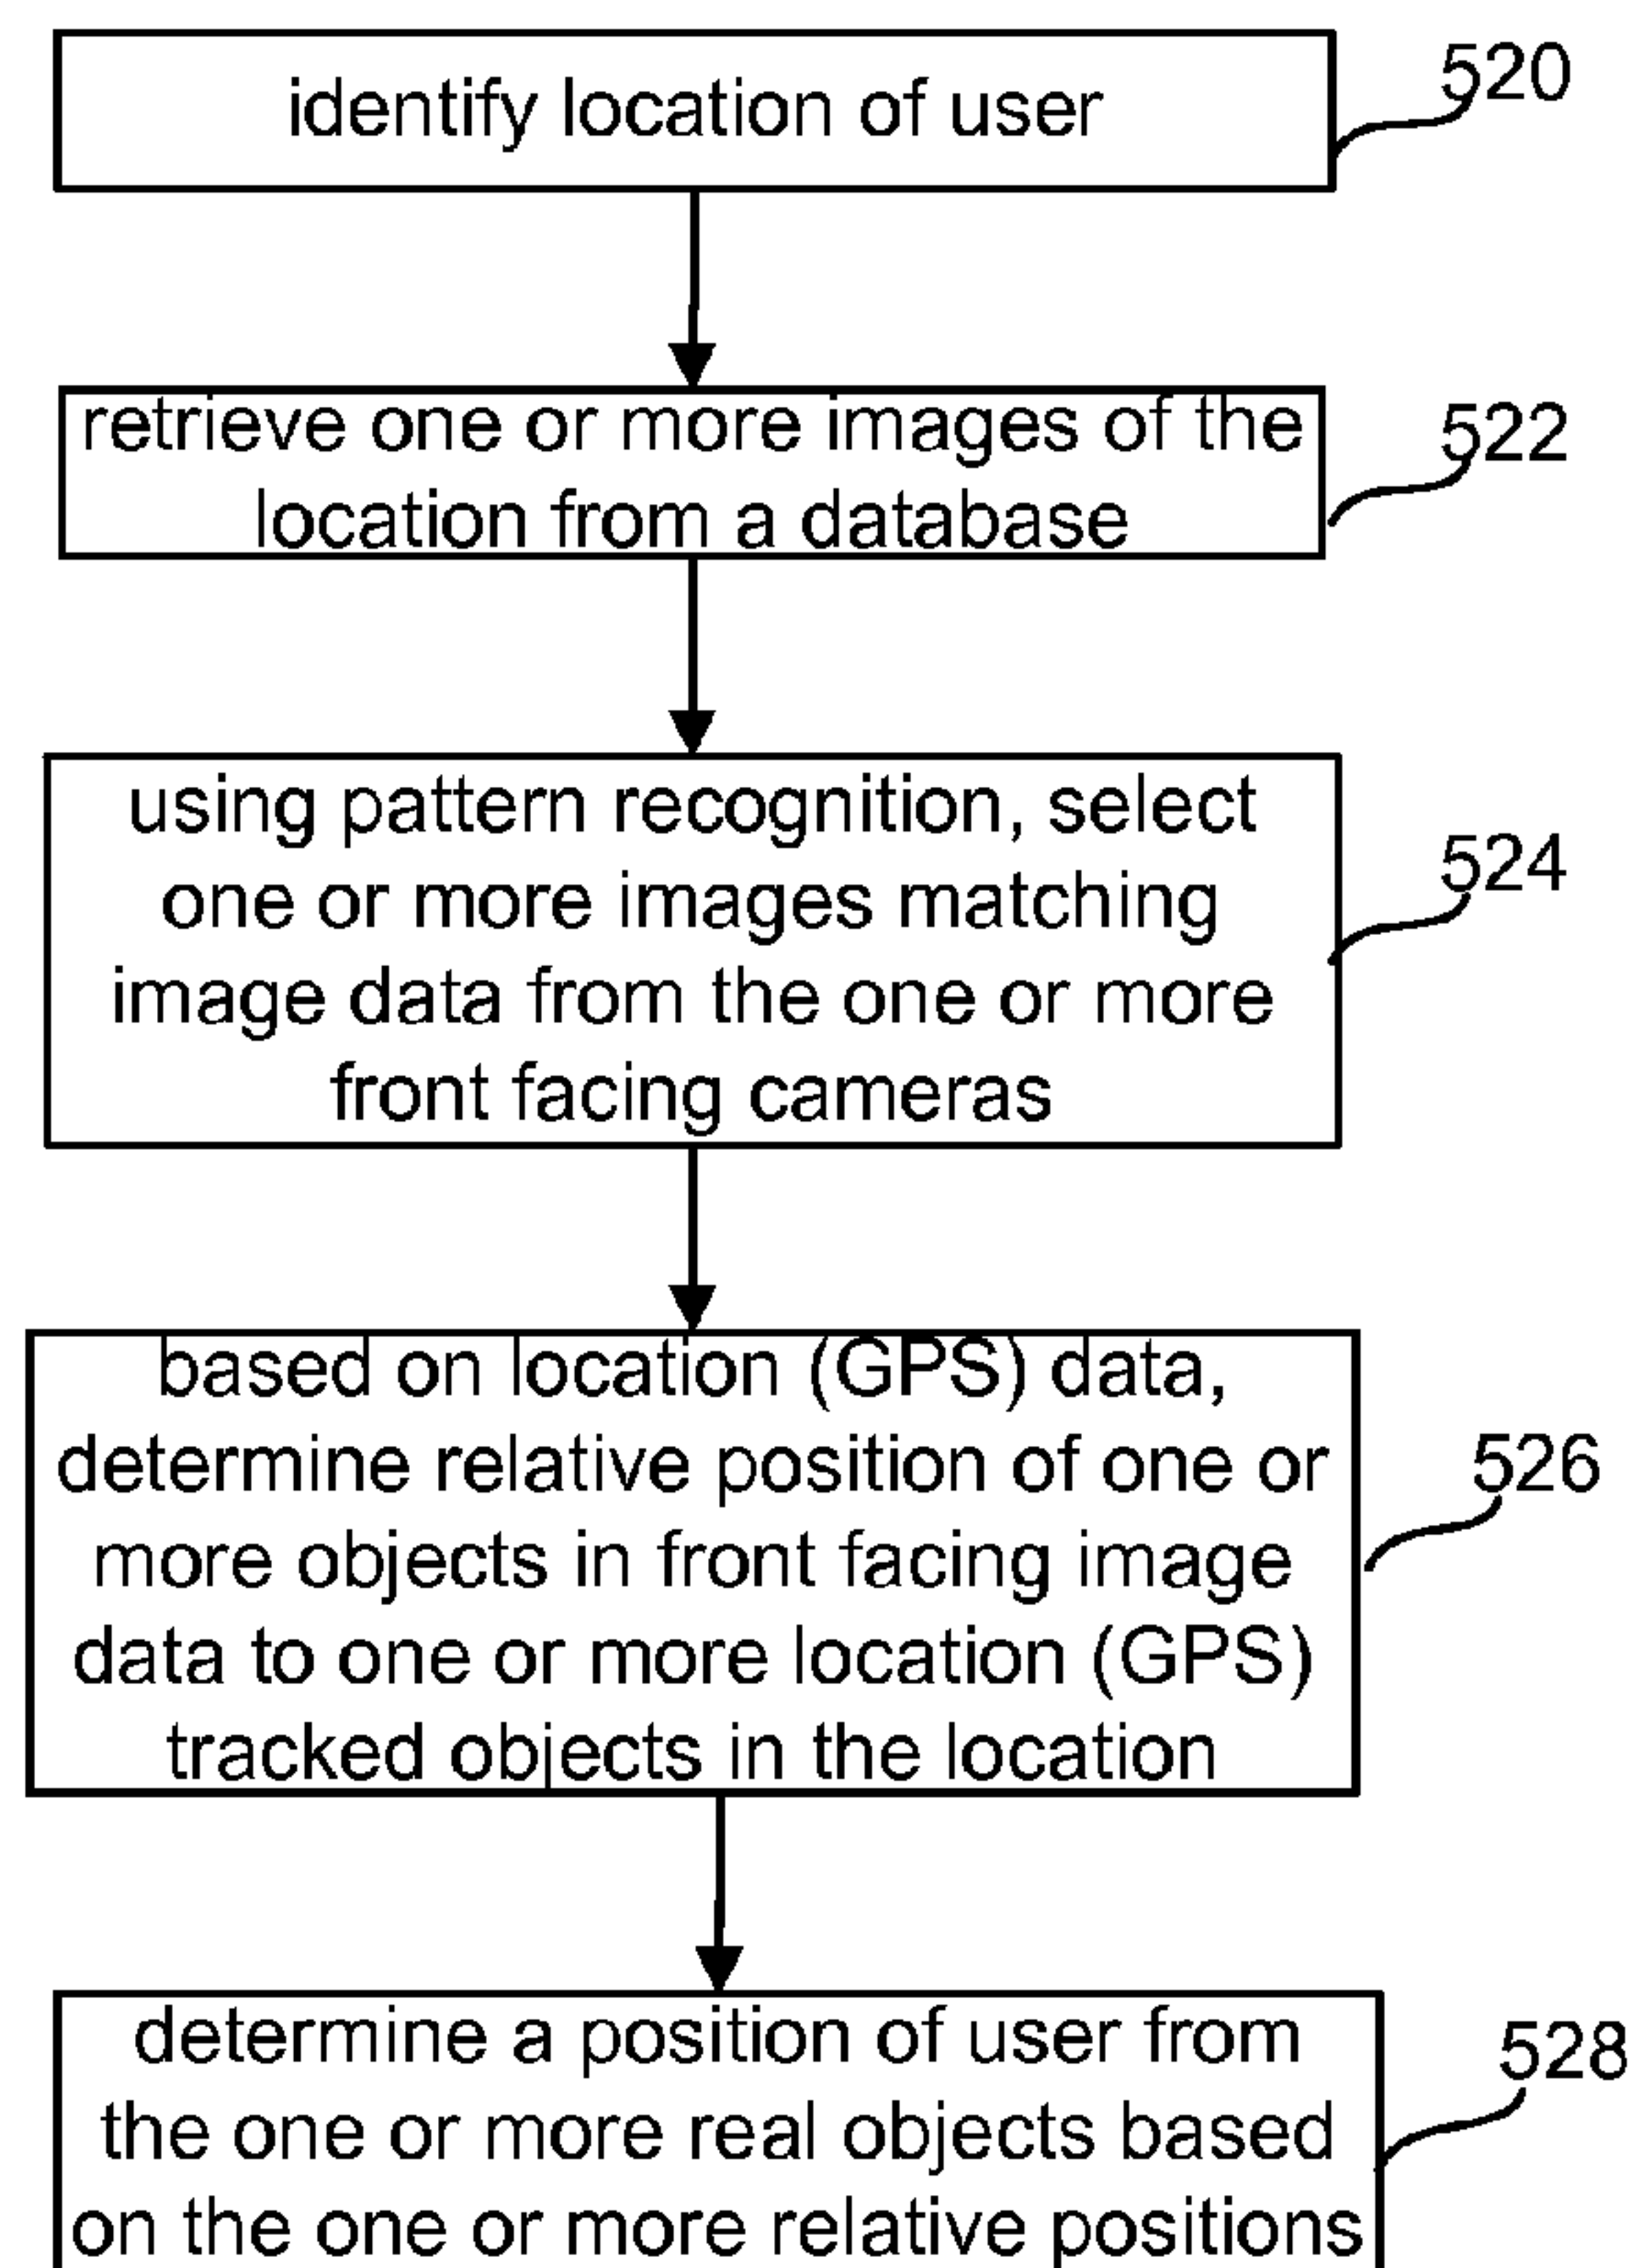 identify location of user
520
retrieve one or more images of the
location from a database
522
using pattern recognition, select
one or more images matching
image data from the one or more
front facing cameras
524
based on location (GPS) data,
determine relative position of one or
more objects in front facing image
data to one or more location (GPS)
tracked objects in the location
526
determine a position of user from
the one or more real objects based
on the one or more relative positions
528